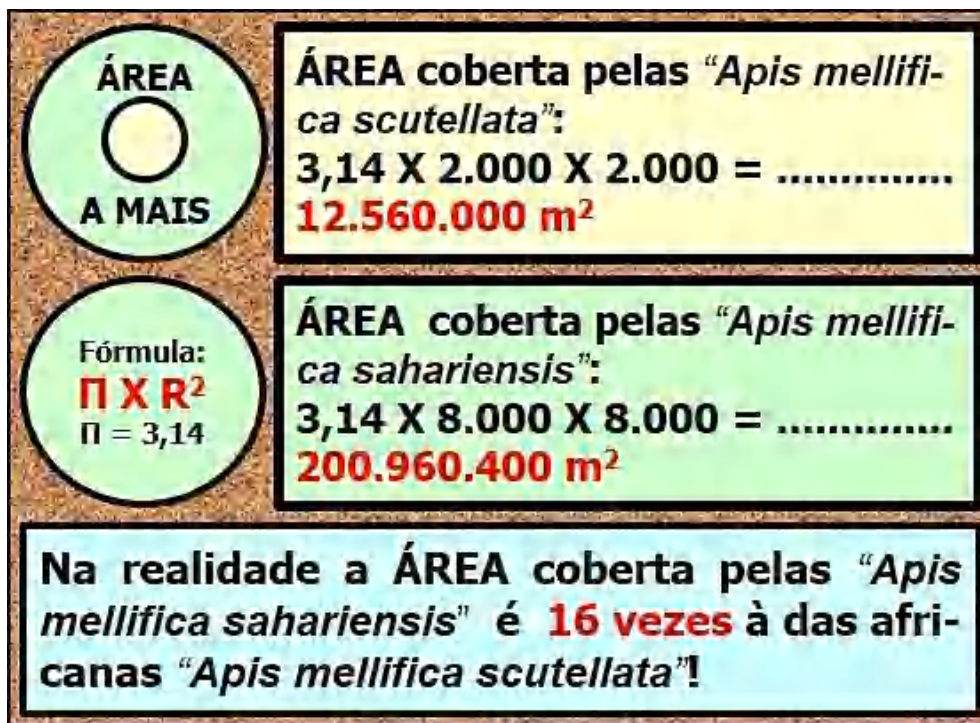 ÁREA
A MAIS
ÁREA coberta pelas “Apis mellifi-
ca scutellata”:
3,14 X 2.000 X 2.000 = ..............
12.560.000 m²
Fórmula:
Π X R²
Π = 3,14
ÁREA coberta pelas “Apis mellifi-
ca sahariensis”:
3,14 X 8.000 X 8.000 = ..............
200.960.400 m²
Na realidade a ÁREA coberta pelas “Apis
mellifica sahariensis” é 16 vezes à das afri-
canas “Apis mellifica scutellata”!